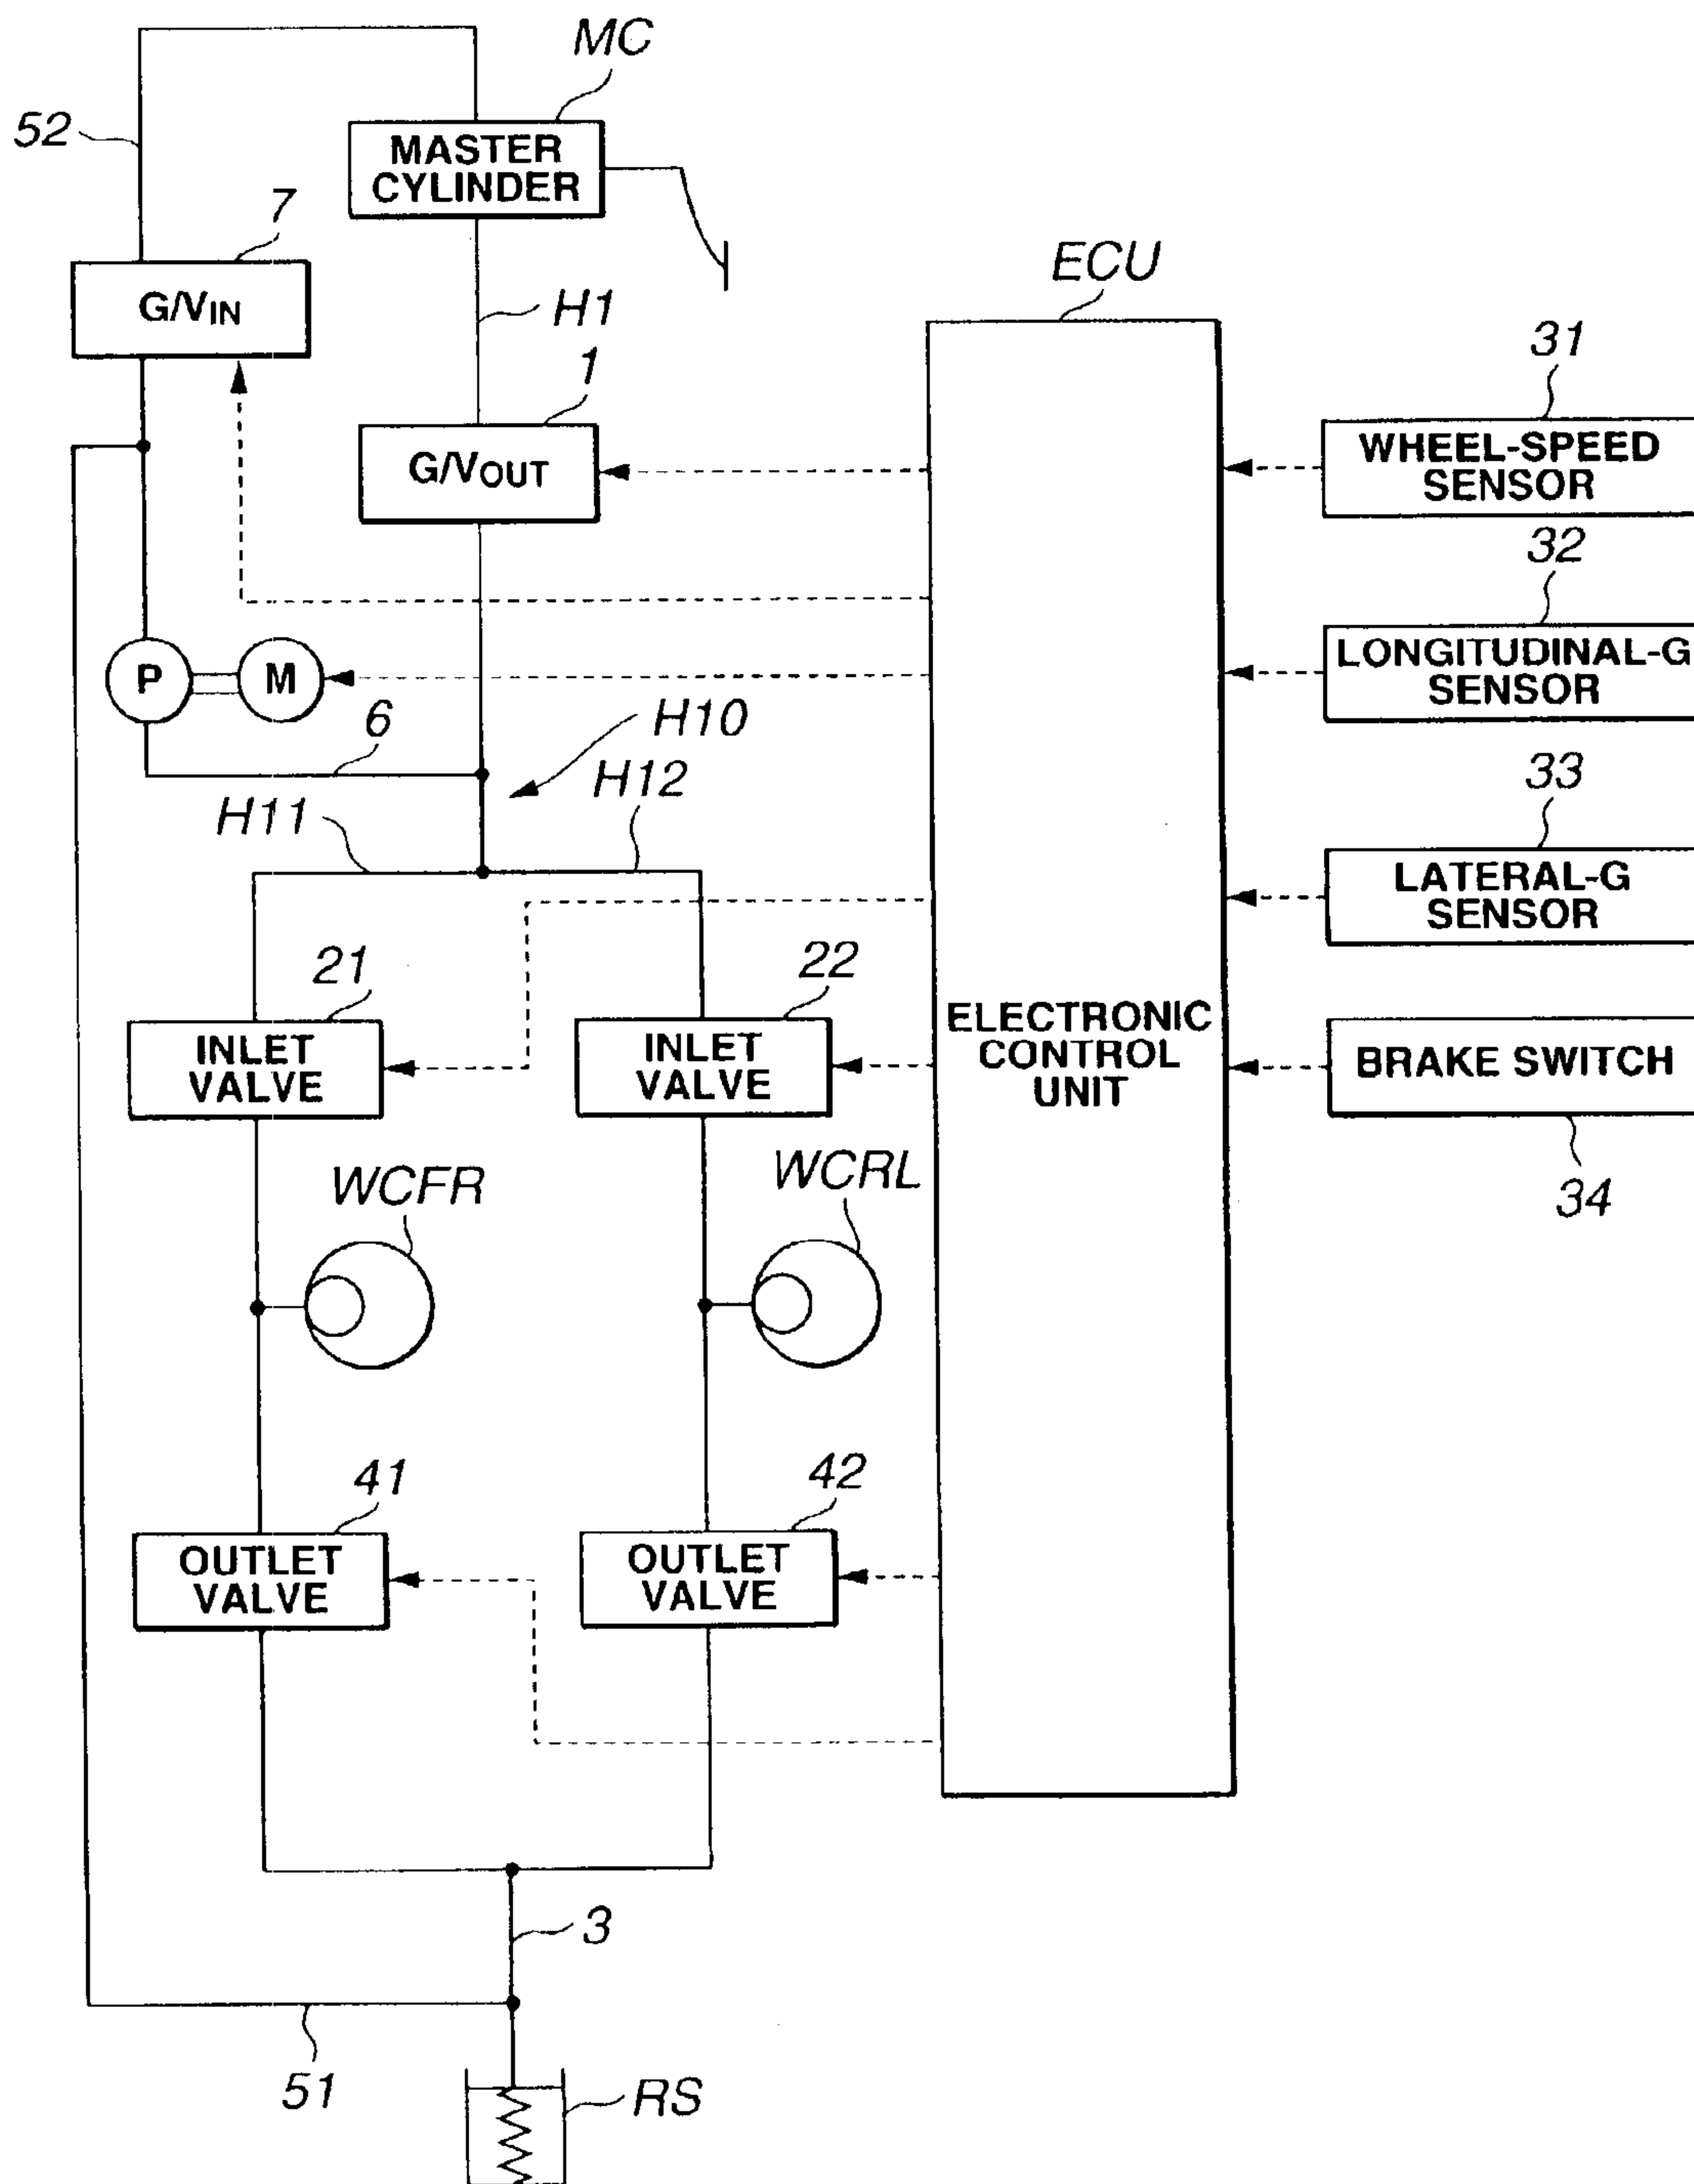 MC
52
MASTER
CYLINDER
7
G/VIN
H1
ECU
1
31
G/VOUT
WHEEL-SPEED
SENSOR
32
LONGITUDINAL-G
SENSOR
P
M
6
H10
H12
H11
33
LATERAL-G
SENSOR
21
22
INLET
VALVE
INLET
VALVE
ELECTRONIC
CONTROL
UNIT
BRAKE SWITCH
34
WCFR
WCRL
41
42
OUTLET
VALVE
OUTLET
VALVE
3
51
RS